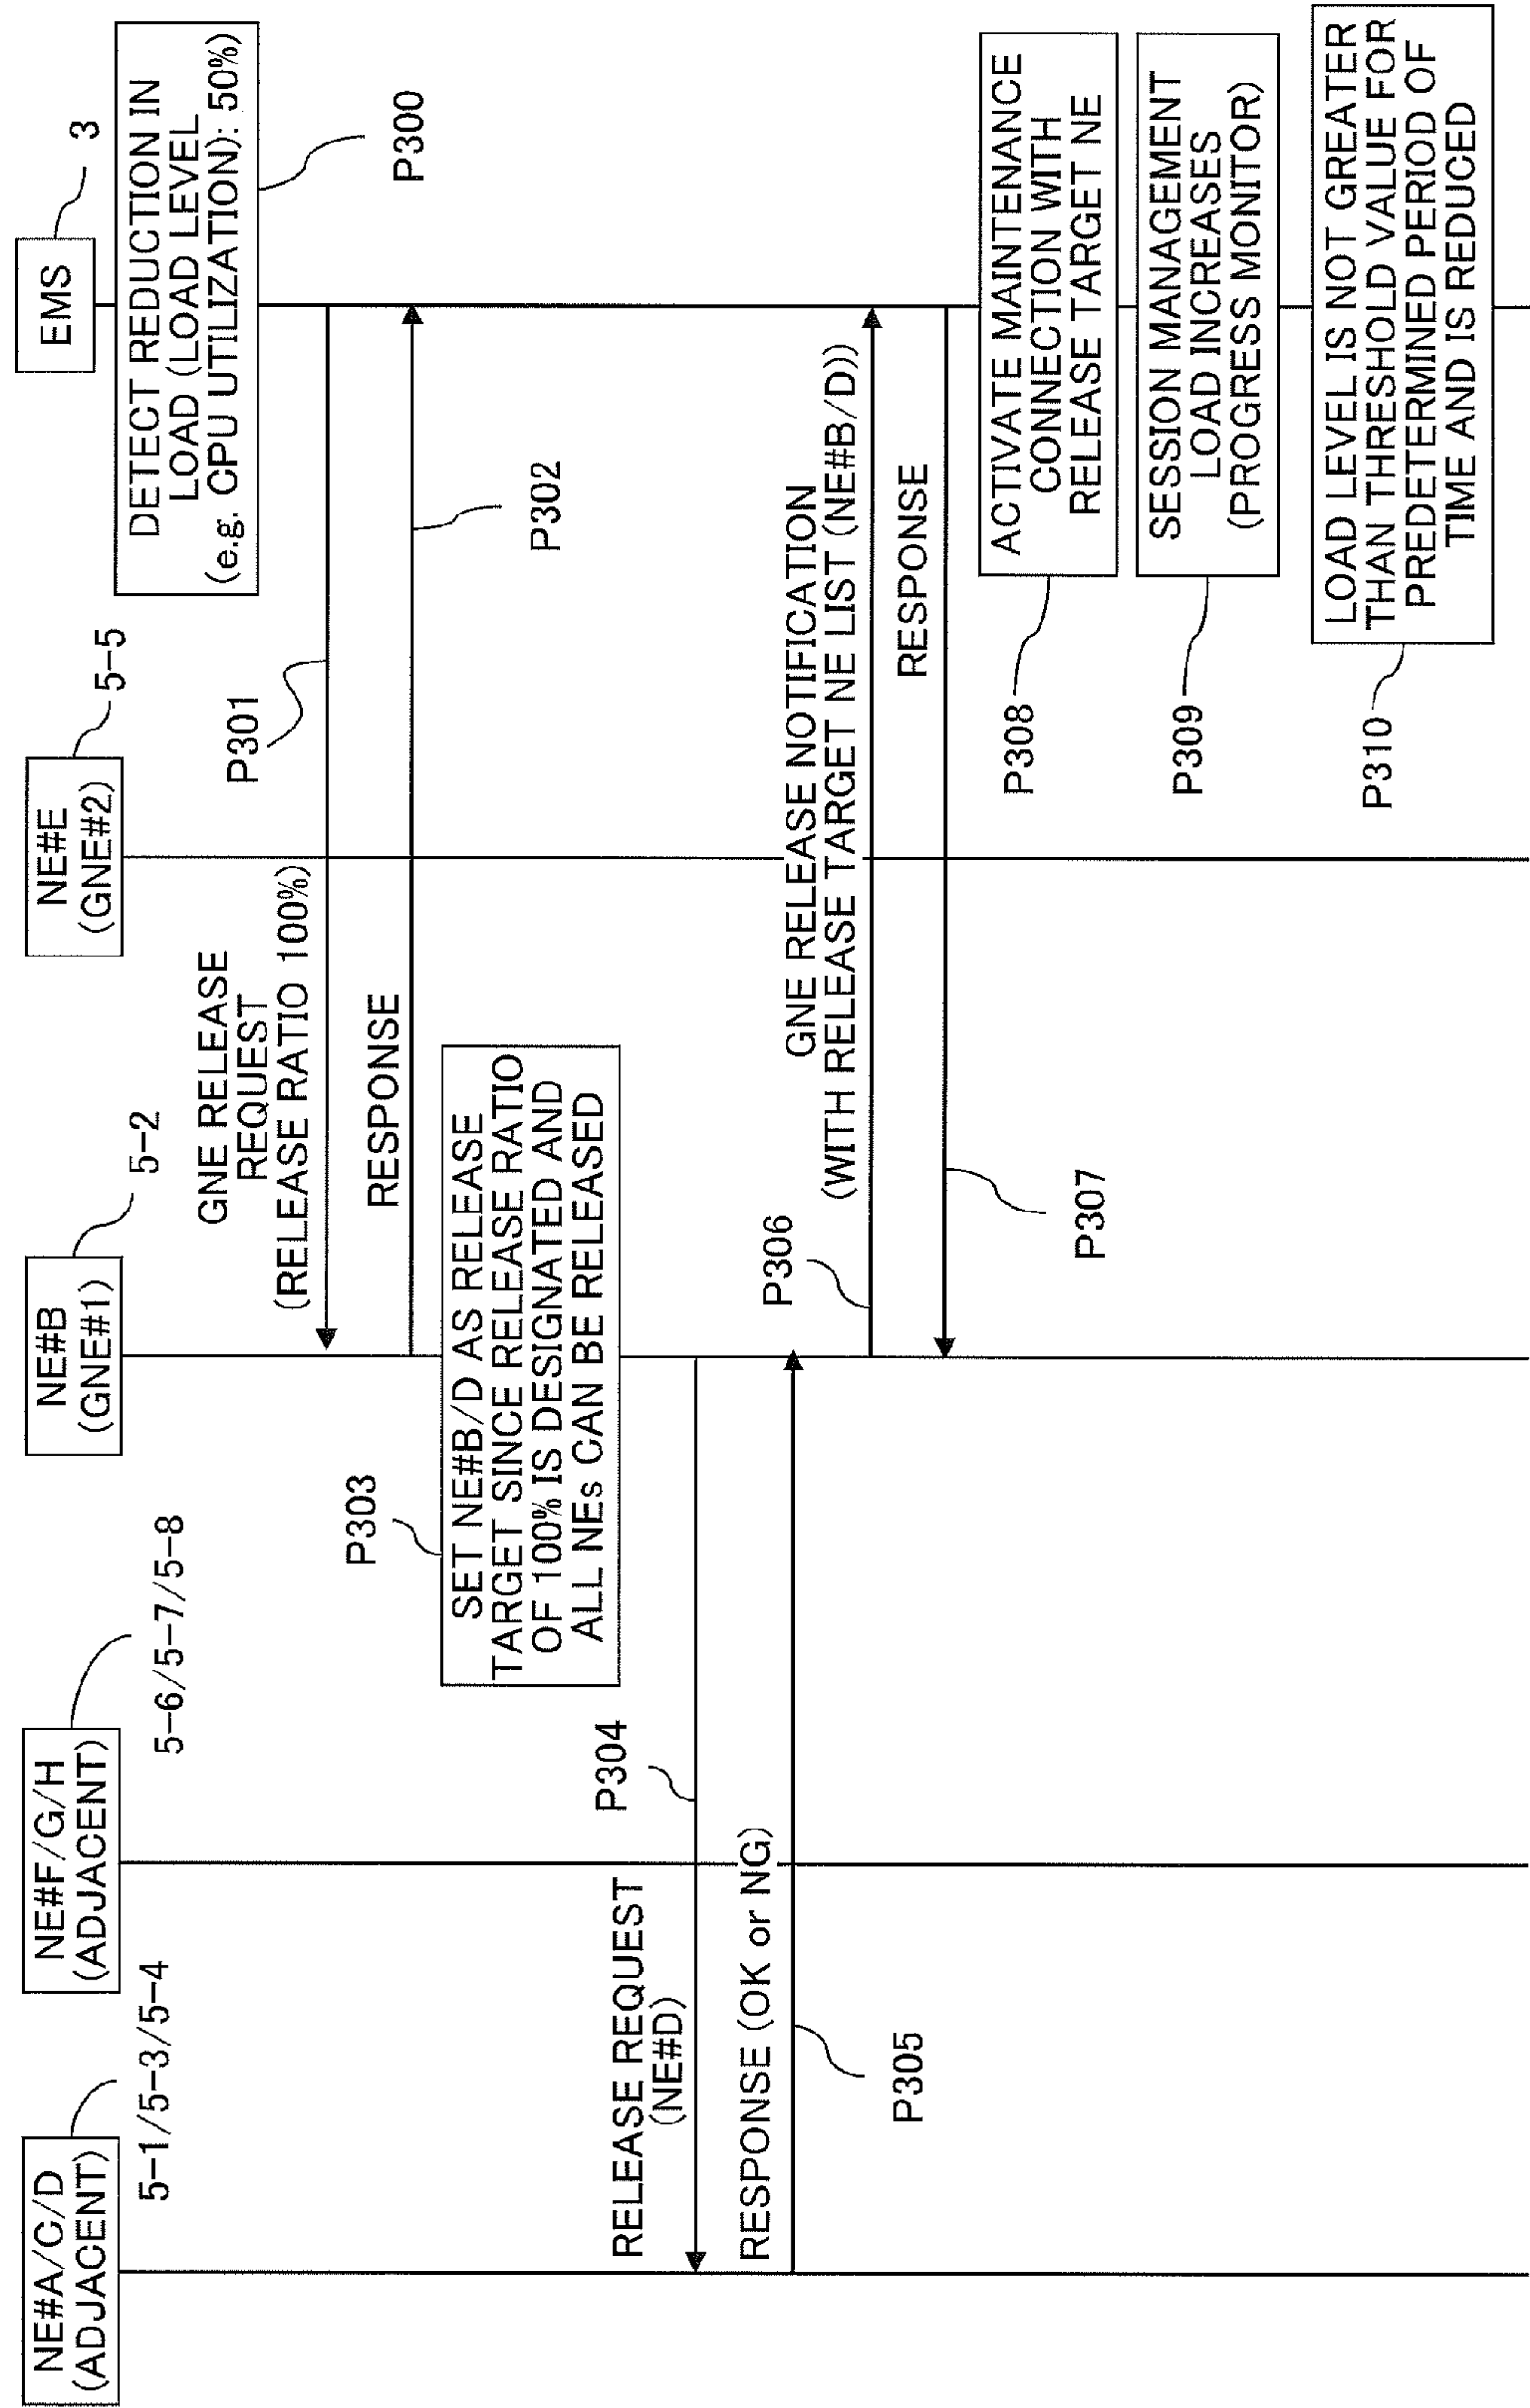 NE#A/C/D
(ADJACENT)
5-1/5-3/5-4
NE#F/G/H
(ADJACENT)
5-6/5-7/5-8
NE#B
(GNE#1)
5-2
NE#E
(GNE#2)
5-5
EMS
3
DETECT REDUCTION IN
LOAD (LOAD LEVEL
(e.g. CPU UTILIZATION): 50%)
P300
GNE RELEASE
REQUEST
(RELEASE RATIO 100%)
P301
RESPONSE
P302
P303
SET NE#B/D AS RELEASE
TARGET SINCE RELEASE RATIO
OF 100% IS DESIGNATED AND
ALL NEs CAN BE RELEASED
RELEASE REQUEST
(NE#D)
P304
RESPONSE (OK or NG)
P305
P306
GNE RELEASE NOTIFICATION
(WITH RELEASE TARGET NE LIST (NE#B/D))
RESPONSE
P307
ACTIVATE MAINTENANCE
CONNECTION WITH
RELEASE TARGET NE
P308
SESSION MANAGEMENT
LOAD INCREASES
(PROGRESS MONITOR)
P309
LOAD LEVEL IS NOT GREATER
THAN THRESHOLD VALUE FOR
PREDETERMINED PERIOD OF
TIME AND IS REDUCED
P310